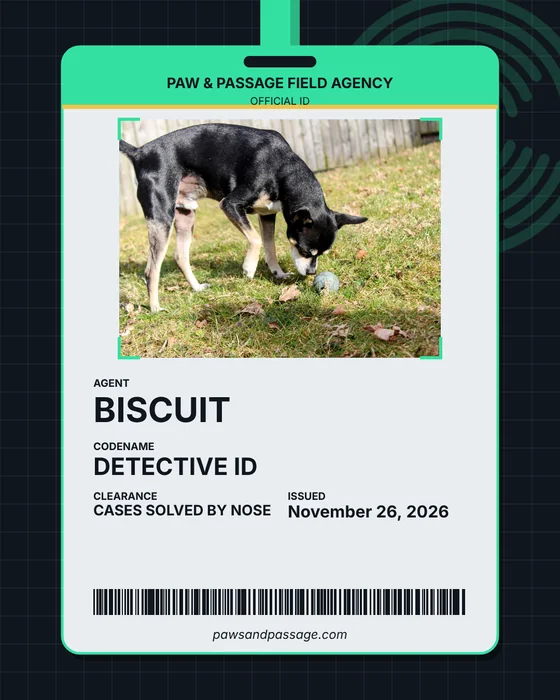 PAW & PASSAGE FIELD AGENCY
OFFICIAL ID
AGENT
BISCUIT
CODENAME
DETECTIVE ID
CLEARANCE
CASES SOLVED BY NOSE
ISSUED
November 26, 2026
pawsandpassage.com